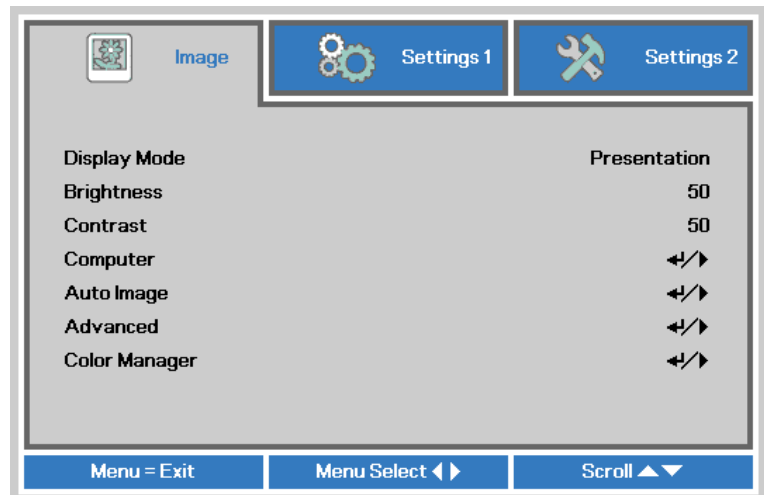 Image
Settings 1
Settings 2
Display Mode Presentation
Brightness 50
Contrast 50
Computer ↵/▶
Auto Image ↵/▶
Advanced ↵/▶
Color Manager ↵/▶
Menu = Exit
Menu Select ◀▶
Scroll ▲▼